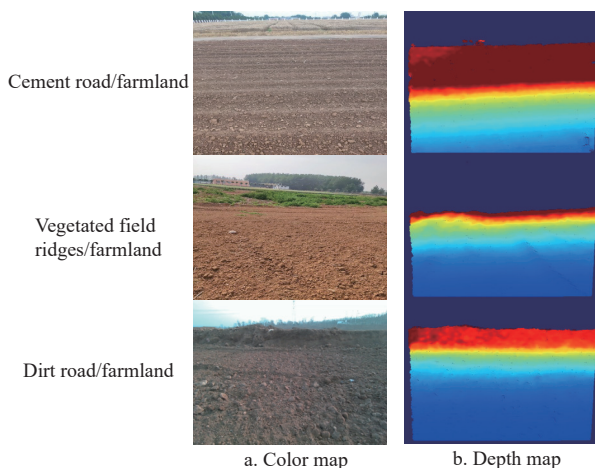 Cement road/farmland
Vegetated field
ridges/farmland
Dirt road/farmland
a. Color map
b. Depth map